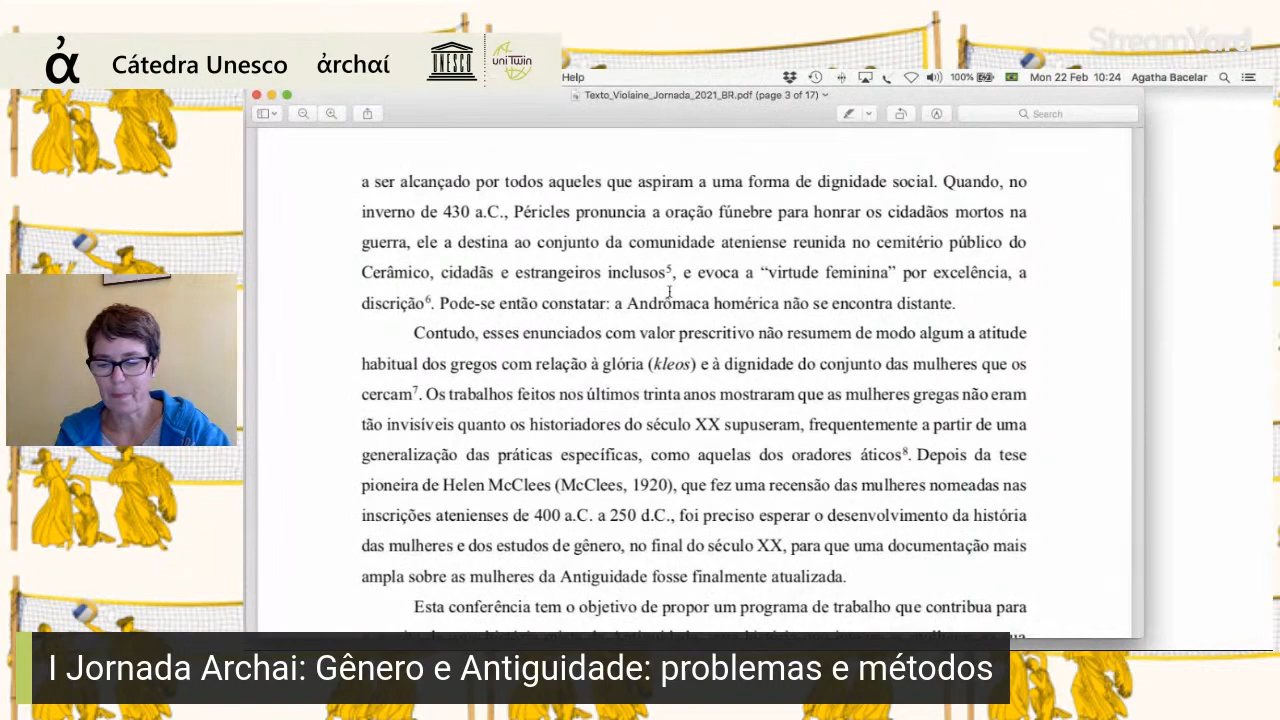 StreamYard
ἀ Cátedra Unesco ἀrchaí UNESCO uniTwin
Help 100% Mon 22 Feb 10:24 Agatha Bacelar
Texto_Violaine_Jornada_2021_BR.pdf (page 3 of 17)
Search
a ser alcançado por todos aqueles que aspiram a uma forma de dignidade social. Quando, no
inverno de 430 a.C., Péricles pronuncia a oração fúnebre para honrar os cidadãos mortos na
guerra, ele a destina ao conjunto da comunidade ateniense reunida no cemitério público do
Cerâmico, cidadãs e estrangeiros inclusos⁵, e evoca a “virtude feminina” por excelência, a
discrição⁶. Pode-se então constatar: a Andrômaca homérica não se encontra distante.
Contudo, esses enunciados com valor prescritivo não resumem de modo algum a atitude
habitual dos gregos com relação à glória (kleos) e à dignidade do conjunto das mulheres que os
cercam⁷. Os trabalhos feitos nos últimos trinta anos mostraram que as mulheres gregas não eram
tão invisíveis quanto os historiadores do século XX supuseram, frequentemente a partir de uma
generalização das práticas específicas, como aquelas dos oradores áticos⁸. Depois da tese
pioneira de Helen McClees (McClees, 1920), que fez uma recensão das mulheres nomeadas nas
inscrições atenienses de 400 a.C. a 250 d.C., foi preciso esperar o desenvolvimento da história
das mulheres e dos estudos de gênero, no final do século XX, para que uma documentação mais
ampla sobre as mulheres da Antiguidade fosse finalmente atualizada.
Esta conferência tem o objetivo de propor um programa de trabalho que contribua para
I Jornada Archai: Gênero e Antiguidade: problemas e métodos